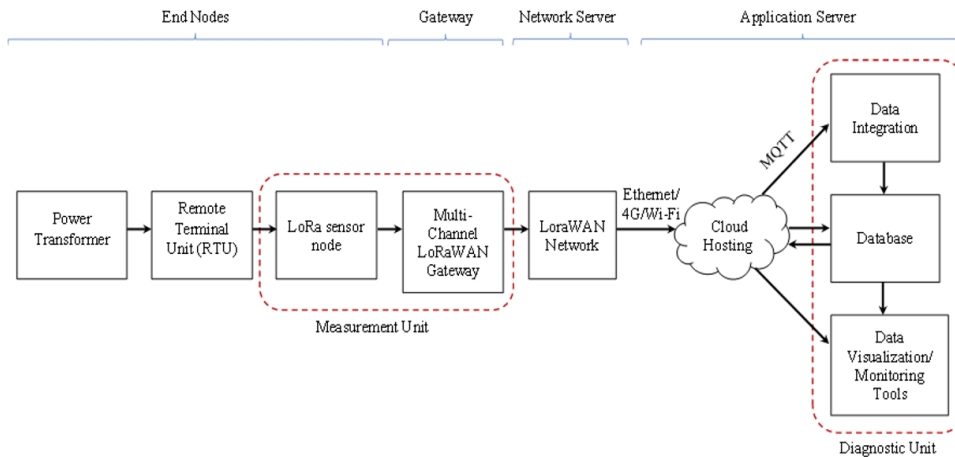 End Nodes
Gateway
Network Server
Application Server
Power
Transformer
Remote
Terminal
Unit (RTU)
LoRa sensor
node
Multi-
Channel
LoRaWAN
Gateway
Measurement Unit
LoraWAN
Network
Ethernet/
4G/Wi-Fi
Cloud
Hosting
MQTT
Data
Integration
Database
Data
Visualization/
Monitoring
Tools
Diagnostic Unit